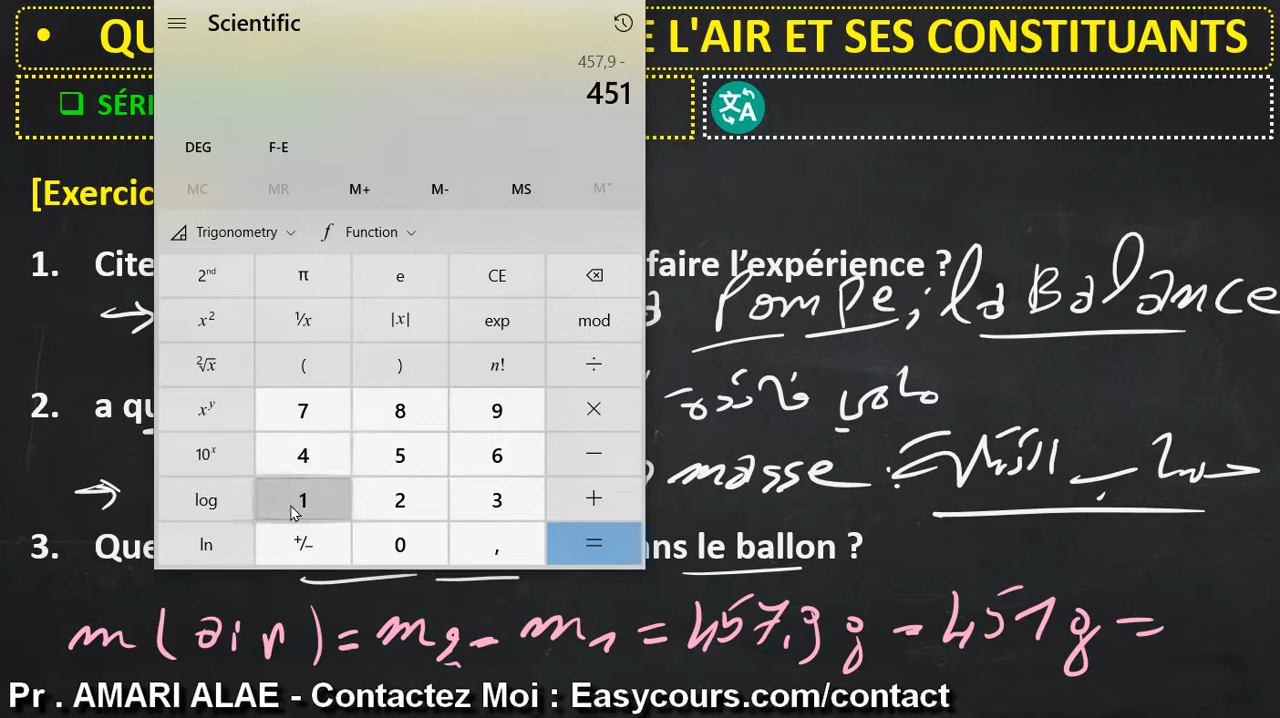 • QU E L'AIR ET SES CONSTITUANTS
SÉRI
[Exercic
1. Cite faire l'expérience ?
Pompe ; la Balance
2. a qu
masse :
3. Que ans le ballon ?
m(air) = m2 - m1 = 457,9 g - 451 g =
Pr . AMARI ALAE - Contactez Moi : Easycours.com/contact
Scientific
457,9 -
451
DEG F-E
MC MR M+ M- MS M˅
Trigonometry f Function
2nd π e CE
x² ¹/x |x| exp mod
²√x ( ) n! ÷
xʸ 7 8 9 ×
10ˣ 4 5 6 −
log 1 2 3 +
ln +/− 0 , =